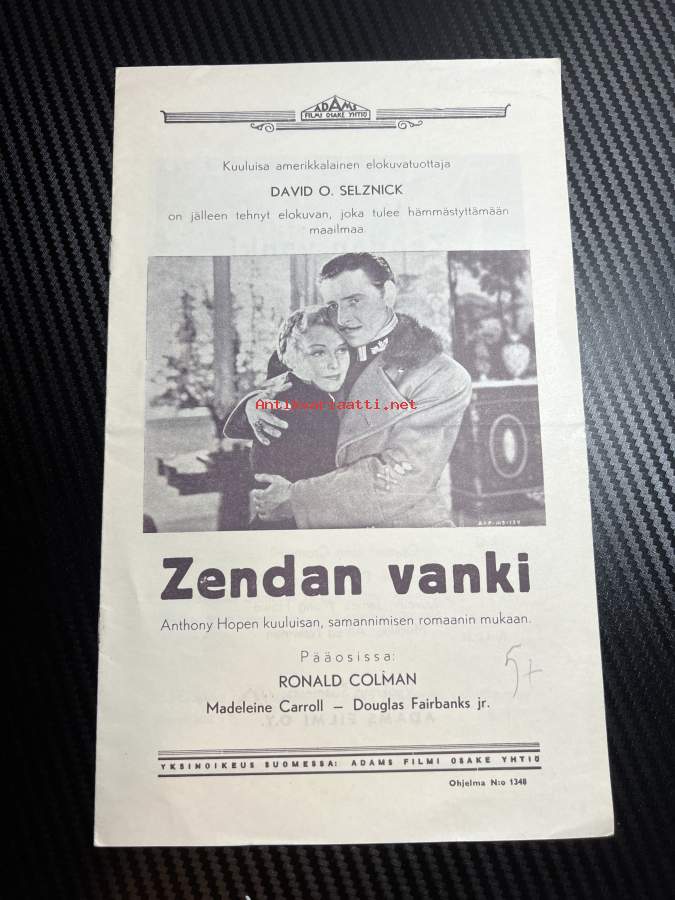 ADAMS
FILMI OSAKE YHTIÖ
Kuuluisa amerikkalainen elokuvatuottaja
DAVID O. SELZNICK
on jälleen tehnyt elokuvan, joka tulee hämmästyttämään
maailmaa.
Antikvariaatti.net
Zendan vanki
Anthony Hopen kuuluisan, samannimisen romaanin mukaan.
Pääosissa:
RONALD COLMAN
Madeleine Carroll — Douglas Fairbanks jr.
YKSINOIKEUS SUOMESSA: ADAMS FILMI OSAKE YHTIÖ
Ohjelma N:o 1348